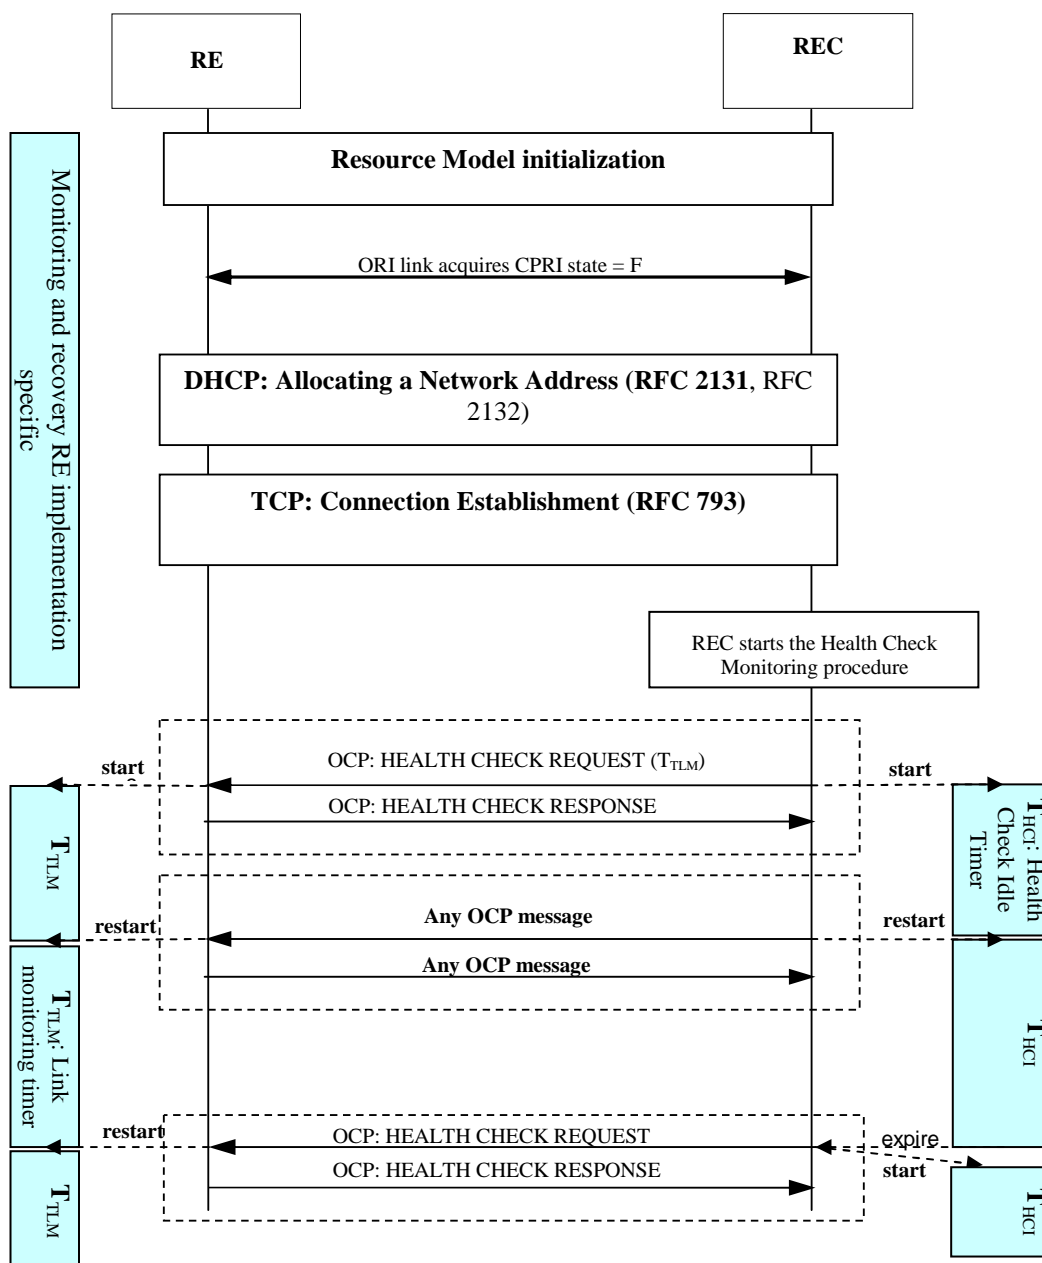 RE
REC
Resource Model initialization
Monitoring and recovery RE implementation
specific
ORI link acquires CPRI state = F
DHCP: Allocating a Network Address (RFC 2131, RFC
2132)
TCP: Connection Establishment (RFC 793)
REC starts the Health Check
Monitoring procedure
OCP: HEALTH CHECK REQUEST (TTLM)
start
start
OCP: HEALTH CHECK RESPONSE
TTLM
THCI: Health
Check Idle
Timer
Any OCP message
restart
restart
Any OCP message
TTLM: Link
monitoring timer
THCI
OCP: HEALTH CHECK REQUEST
restart
expire
OCP: HEALTH CHECK RESPONSE
start
TTLM
THCI